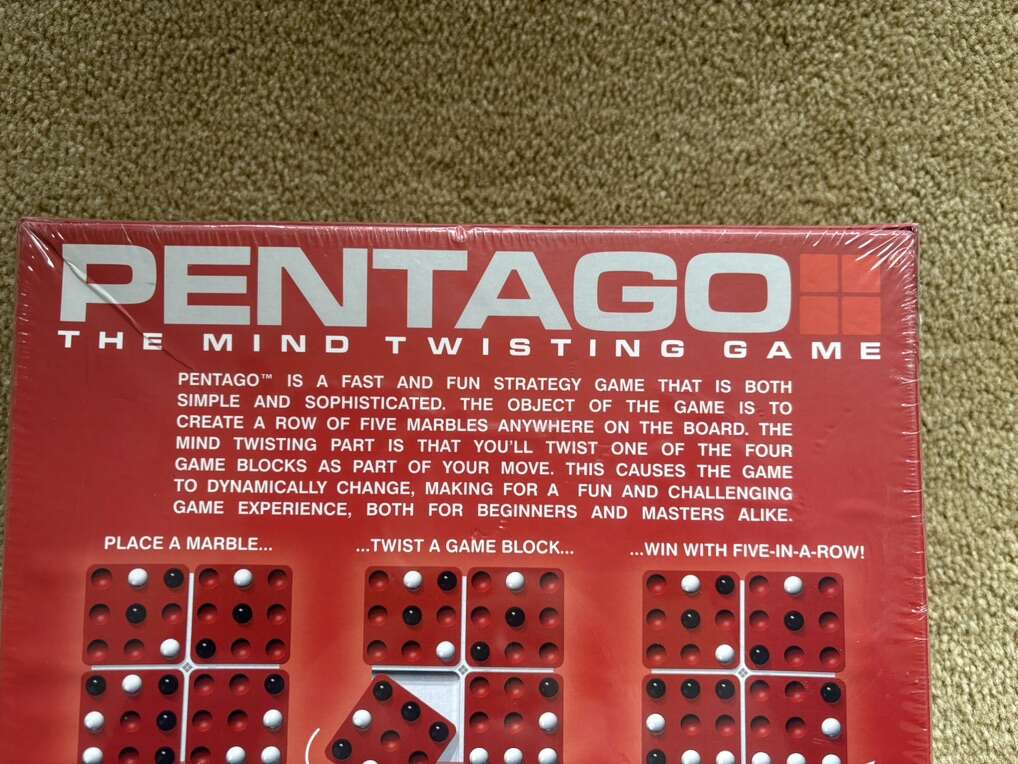 PENTAGO
THE MIND TWISTING GAME
PENTAGO™ IS A FAST AND FUN STRATEGY GAME THAT IS BOTH
SIMPLE AND SOPHISTICATED. THE OBJECT OF THE GAME IS TO
CREATE A ROW OF FIVE MARBLES ANYWHERE ON THE BOARD. THE
MIND TWISTING PART IS THAT YOU'LL TWIST ONE OF THE FOUR
GAME BLOCKS AS PART OF YOUR MOVE. THIS CAUSES THE GAME
TO DYNAMICALLY CHANGE, MAKING FOR A FUN AND CHALLENGING
GAME EXPERIENCE, BOTH FOR BEGINNERS AND MASTERS ALIKE.
PLACE A MARBLE...
...TWIST A GAME BLOCK...
...WIN WITH FIVE-IN-A-ROW!